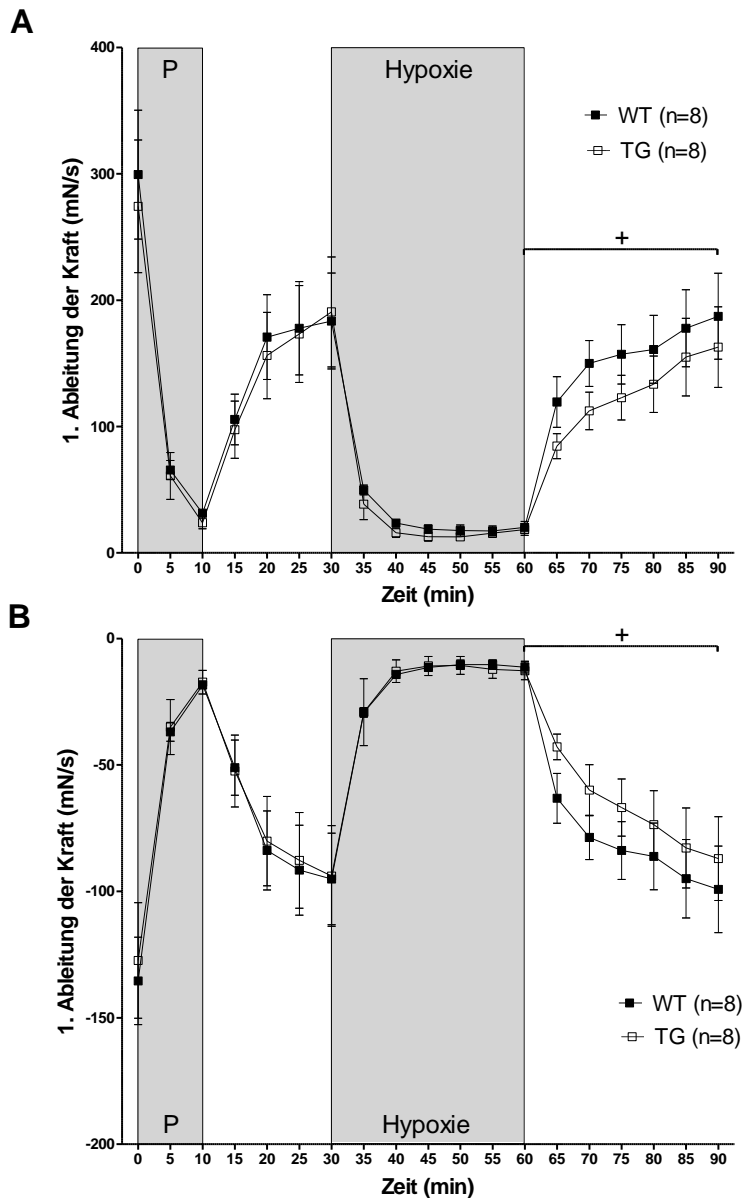 A
400
300
200
100
0
1. Ableitung der Kraft (mN/s)
P
Hypoxie
WT (n=8)
TG (n=8)
+
0 5 10 15 20 25 30 35 40 45 50 55 60 65 70 75 80 85 90
Zeit (min)
B
0
-50
-100
-150
-200
1. Ableitung der Kraft (mN/s)
+
WT (n=8)
TG (n=8)
P
Hypoxie
0 5 10 15 20 25 30 35 40 45 50 55 60 65 70 75 80 85 90
Zeit (min)